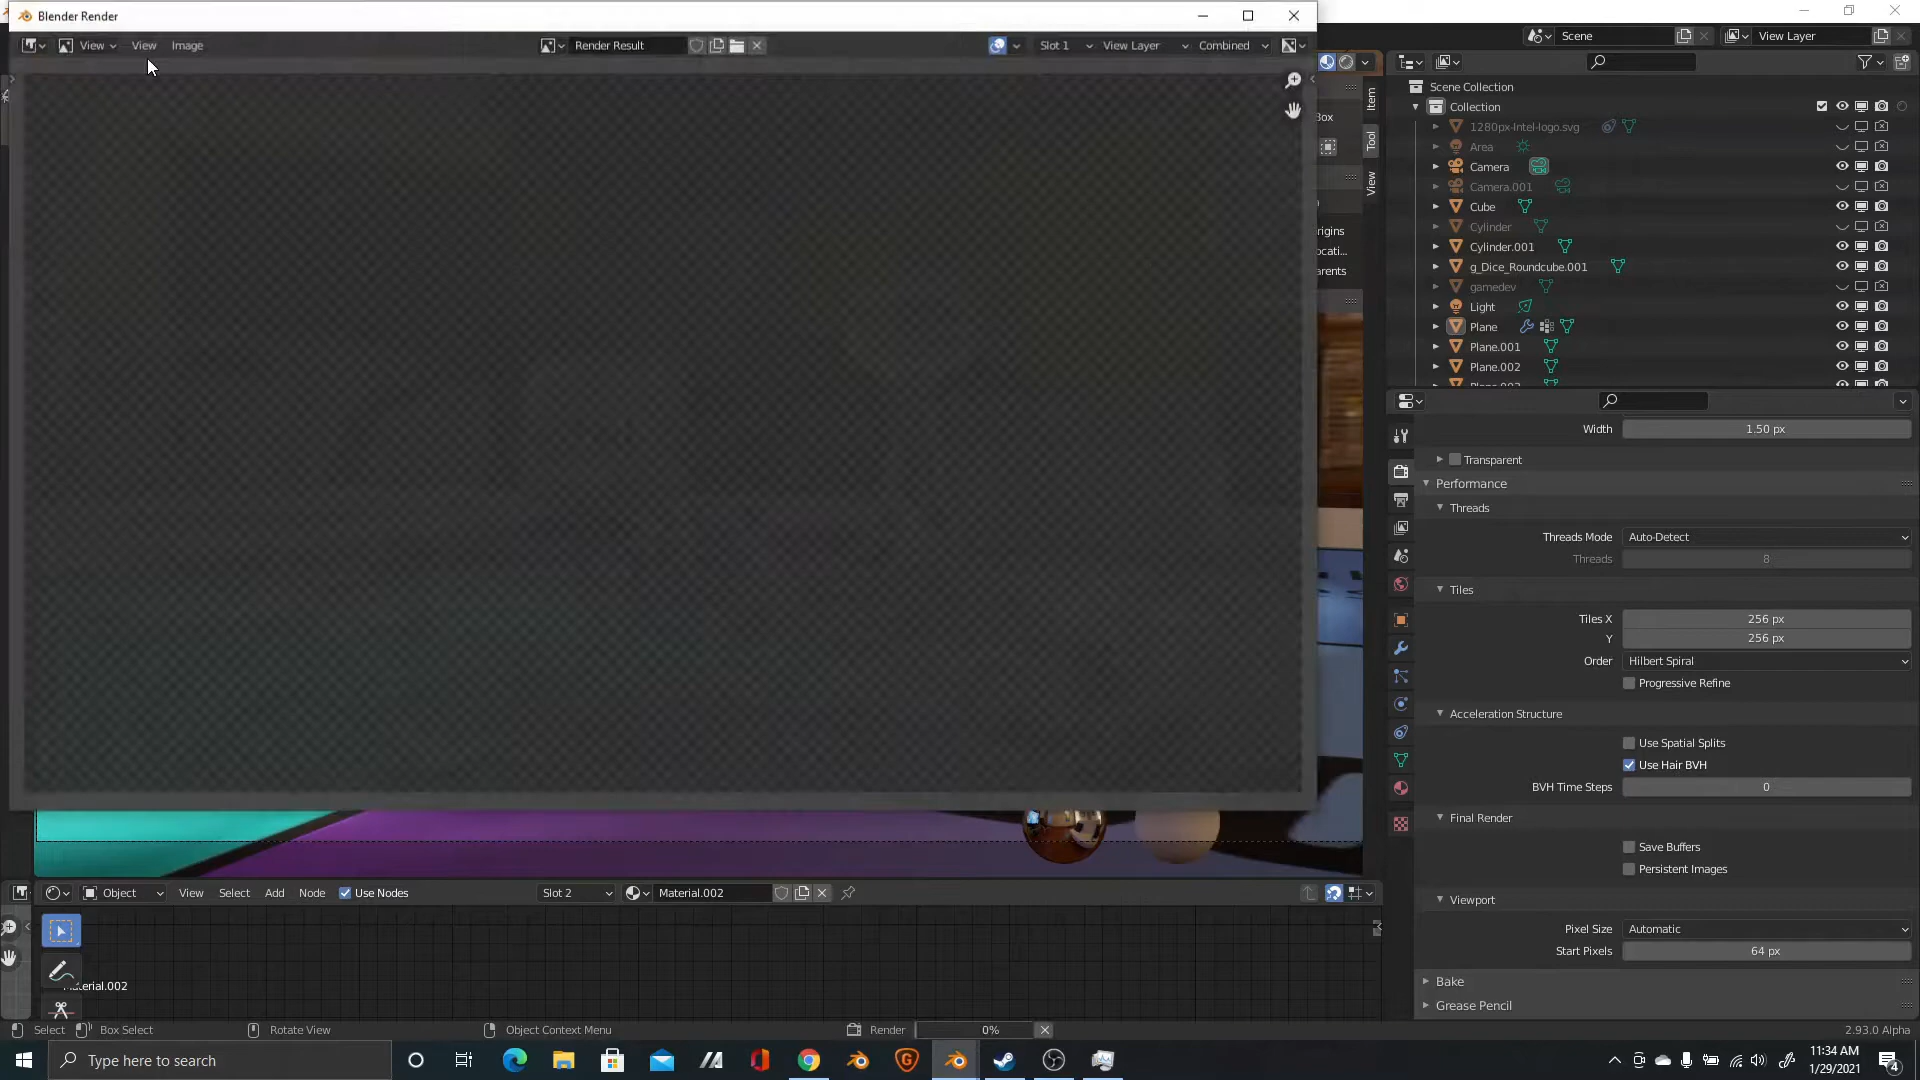 Blender Render
View View Image Render Result Slot 1 View Layer Combined
Scene View Layer
Scene Collection
Collection
1280px-Intel-logo.svg
Area
Camera
Camera.001
Cube
Cylinder
Cylinder.001
g_Dice_Roundcube.001
gamedev
Light
Plane
Plane.001
Plane.002
Item
Tool
View
Box
rigins
ocati...
arents
Width 1.50 px
Transparent
Performance
Threads
Threads Mode Auto-Detect
Threads 8
Tiles
Tiles X 256 px
Y 256 px
Order Hilbert Spiral
Progressive Refine
Acceleration Structure
Use Spatial Splits
Use Hair BVH
BVH Time Steps 0
Final Render
Save Buffers
Persistent Images
Viewport
Pixel Size Automatic
Start Pixels 64 px
Bake
Grease Pencil
Object View Select Add Node Use Nodes Slot 2 Material.002
aterial.002
Select Box Select Rotate View Object Context Menu Render 0% 2.93.0 Alpha
Type here to search
11:34 AM
1/29/2021
4